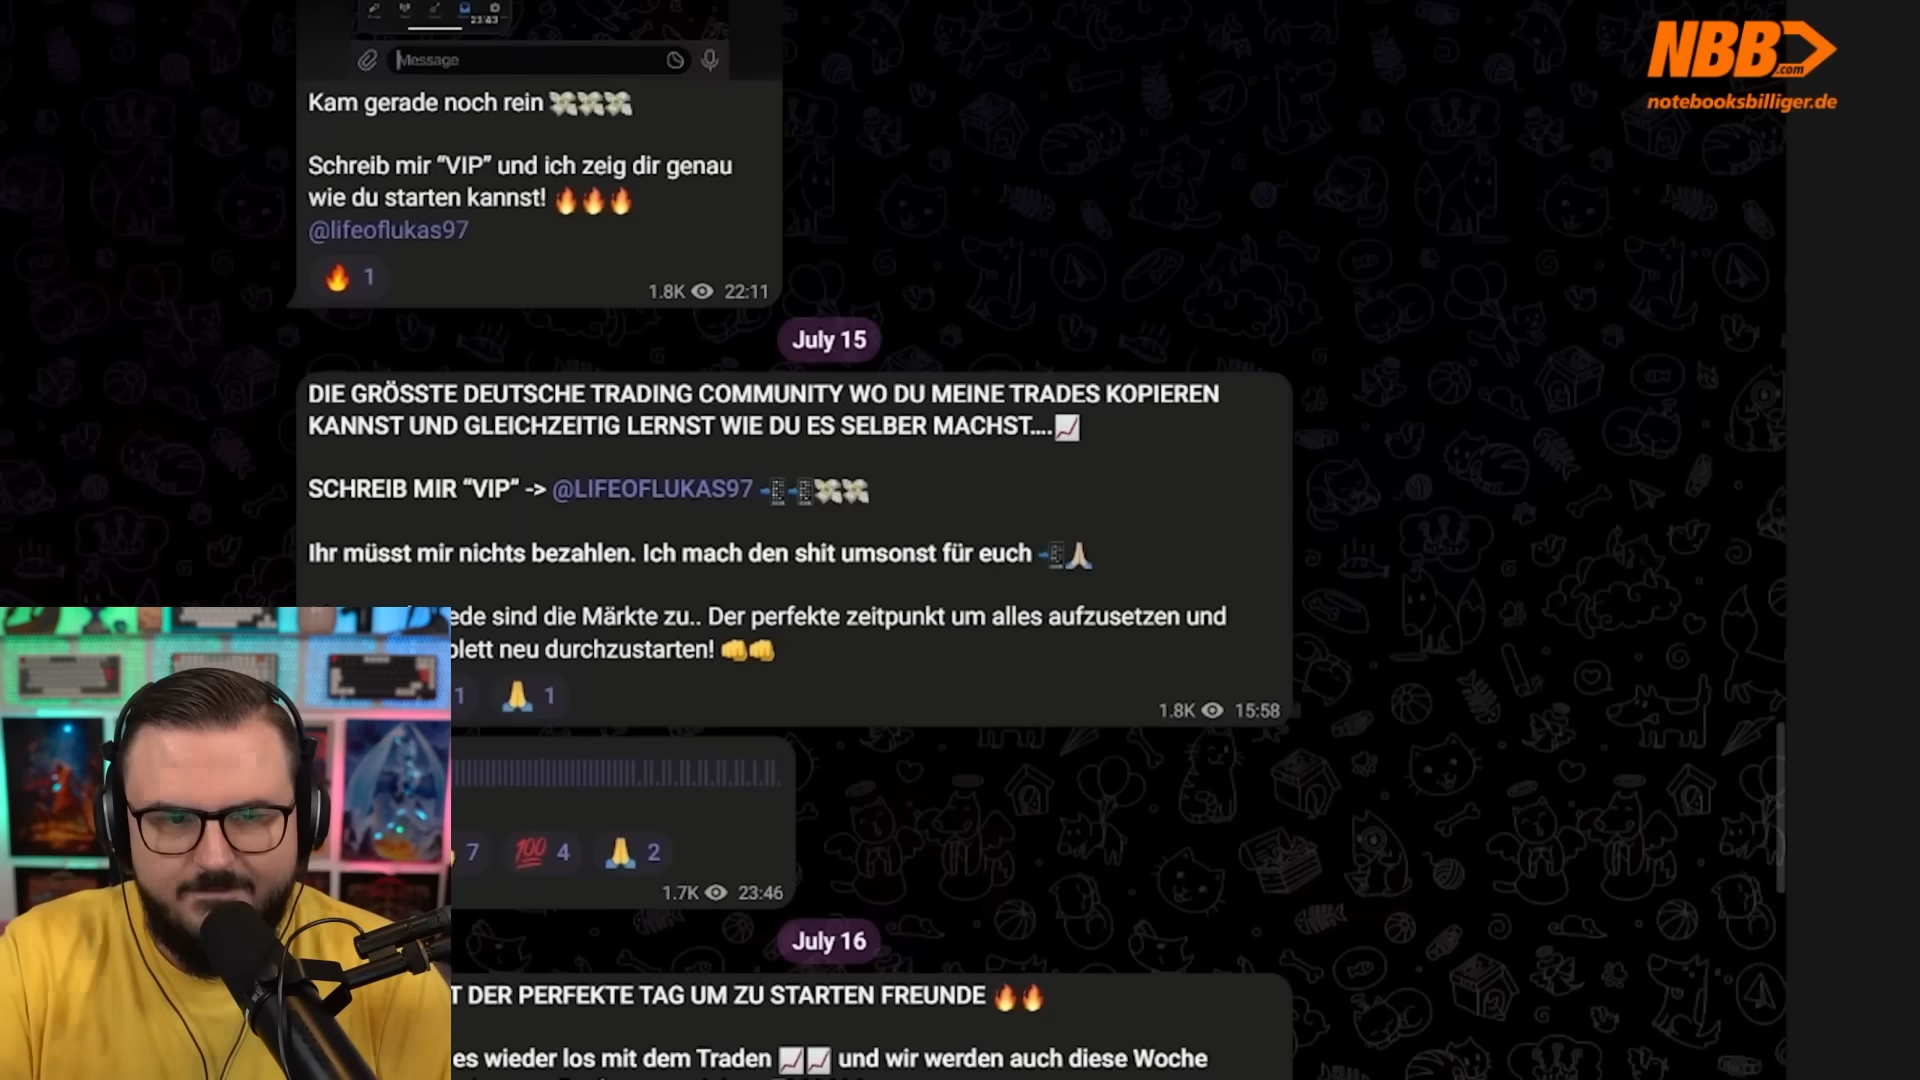 NBB.com
notebooksbilliger.de
23:43
Message
Kam gerade noch rein 💸💸💸
Schreib mir “VIP” und ich zeig dir genau
wie du starten kannst! 🔥🔥🔥
@lifeoflukas97
🔥 1
1.8K 22:11
July 15
DIE GRÖSSTE DEUTSCHE TRADING COMMUNITY WO DU MEINE TRADES KOPIEREN
KANNST UND GLEICHZEITIG LERNST WIE DU ES SELBER MACHST....📈
SCHREIB MIR “VIP” -> @LIFEOFLUKAS97 📲📲💸💸
Ihr müsst mir nichts bezahlen. Ich mach den shit umsonst für euch 📲🙏
ede sind die Märkte zu.. Der perfekte zeitpunkt um alles aufzusetzen und
plett neu durchzustarten! 👊👊
1 🙏 1
1.8K 15:58
7 💯 4 🙏 2
1.7K 23:46
July 16
T DER PERFEKTE TAG UM ZU STARTEN FREUNDE 🔥🔥
es wieder los mit dem Traden 📈📈 und wir werden auch diese Woche